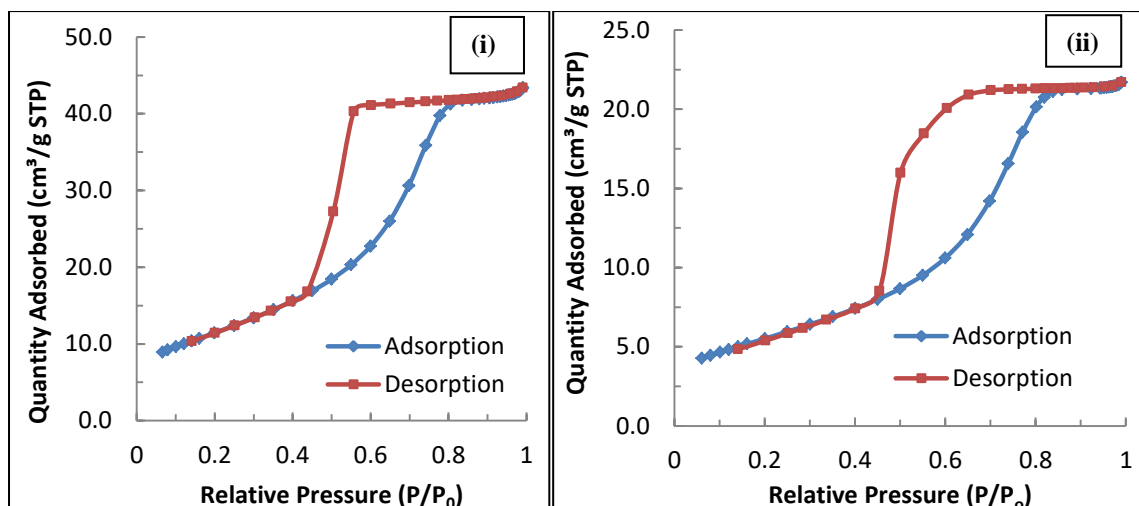 (i)
Quantity Adsorbed (cm³/g STP)
50.0
40.0
30.0
20.0
10.0
0.0
Adsorption
Desorption
0 0.2 0.4 0.6 0.8 1
Relative Pressure (P/P₀)
(ii)
Quantity Adsorbed (cm³/g STP)
25.0
20.0
15.0
10.0
5.0
0.0
Adsorption
Desorption
0 0.2 0.4 0.6 0.8 1
Relative Pressure (P/Pₒ)